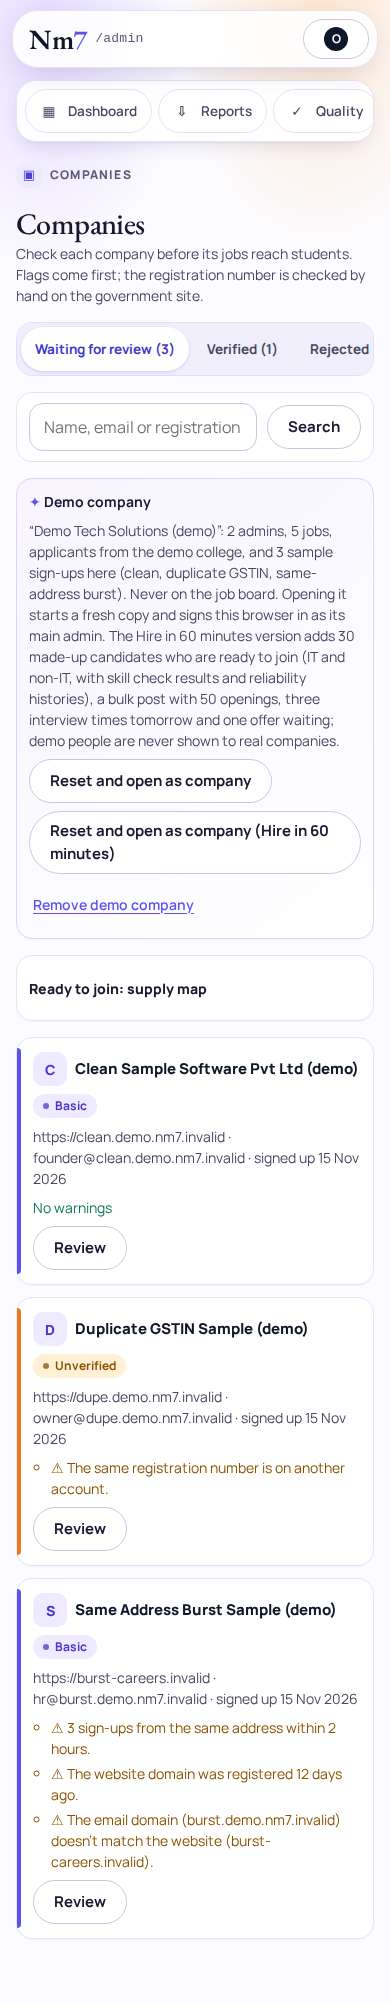 Nm7 /admin O
▦ Dashboard ⇩ Reports ✓ Quality
▣ COMPANIES
Companies
Check each company before its jobs reach students.
Flags come first; the registration number is checked by
hand on the government site.
Waiting for review (3) Verified (1) Rejected
Name, email or registration Search
✦ Demo company
“Demo Tech Solutions (demo)”: 2 admins, 5 jobs,
applicants from the demo college, and 3 sample
sign-ups here (clean, duplicate GSTIN, same-
address burst). Never on the job board. Opening it
starts a fresh copy and signs this browser in as its
main admin. The Hire in 60 minutes version adds 30
made-up candidates who are ready to join (IT and
non-IT, with skill check results and reliability
histories), a bulk post with 50 openings, three
interview times tomorrow and one offer waiting;
demo people are never shown to real companies.
Reset and open as company
Reset and open as company (Hire in 60
minutes)
Remove demo company
Ready to join: supply map
C Clean Sample Software Pvt Ltd (demo)
Basic
https://clean.demo.nm7.invalid ·
founder@clean.demo.nm7.invalid · signed up 15 Nov
2026
No warnings
Review
D Duplicate GSTIN Sample (demo)
Unverified
https://dupe.demo.nm7.invalid ·
owner@dupe.demo.nm7.invalid · signed up 15 Nov
2026
⚠ The same registration number is on another
account.
Review
S Same Address Burst Sample (demo)
Basic
https://burst-careers.invalid ·
hr@burst.demo.nm7.invalid · signed up 15 Nov 2026
⚠ 3 sign-ups from the same address within 2
hours.
⚠ The website domain was registered 12 days
ago.
⚠ The email domain (burst.demo.nm7.invalid)
doesn't match the website (burst-
careers.invalid).
Review